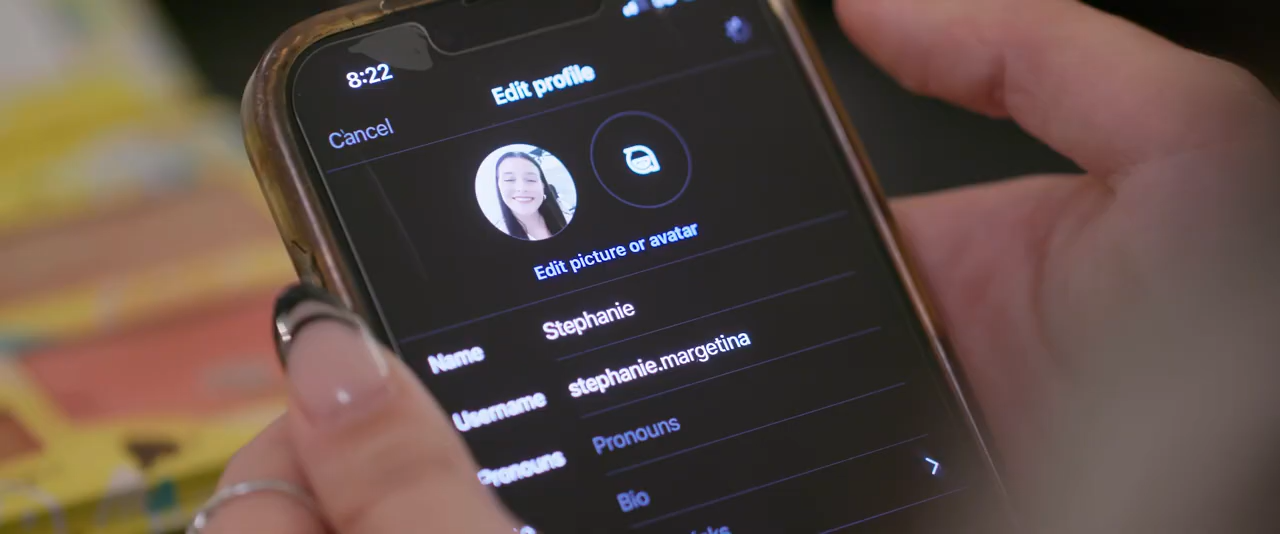 8:22
Edit profile
Cancel
Edit picture or avatar
Name Stephanie
Username stephanie.margetina
Pronouns Pronouns
Bio